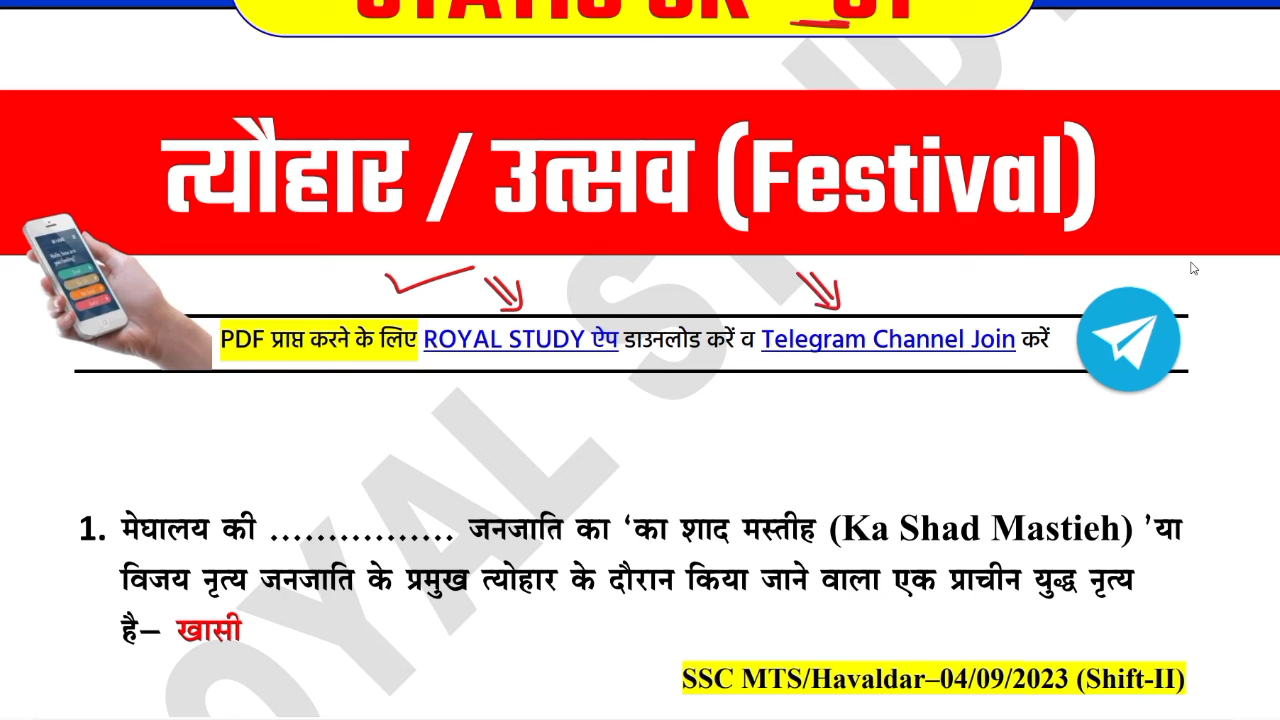 त्यौहार / उत्सव (Festival)
PDF प्राप्त करने के लिए ROYAL STUDY ऐप डाउनलोड करें व Telegram Channel Join करें
1. मेघालय की ................ जनजाति का ‘का शाद मस्तीह (Ka Shad Mastieh) ’या
विजय नृत्य जनजाति के प्रमुख त्योहार के दौरान किया जाने वाला एक प्राचीन युद्ध नृत्य
है– खासी
SSC MTS/Havaldar–04/09/2023 (Shift-II)